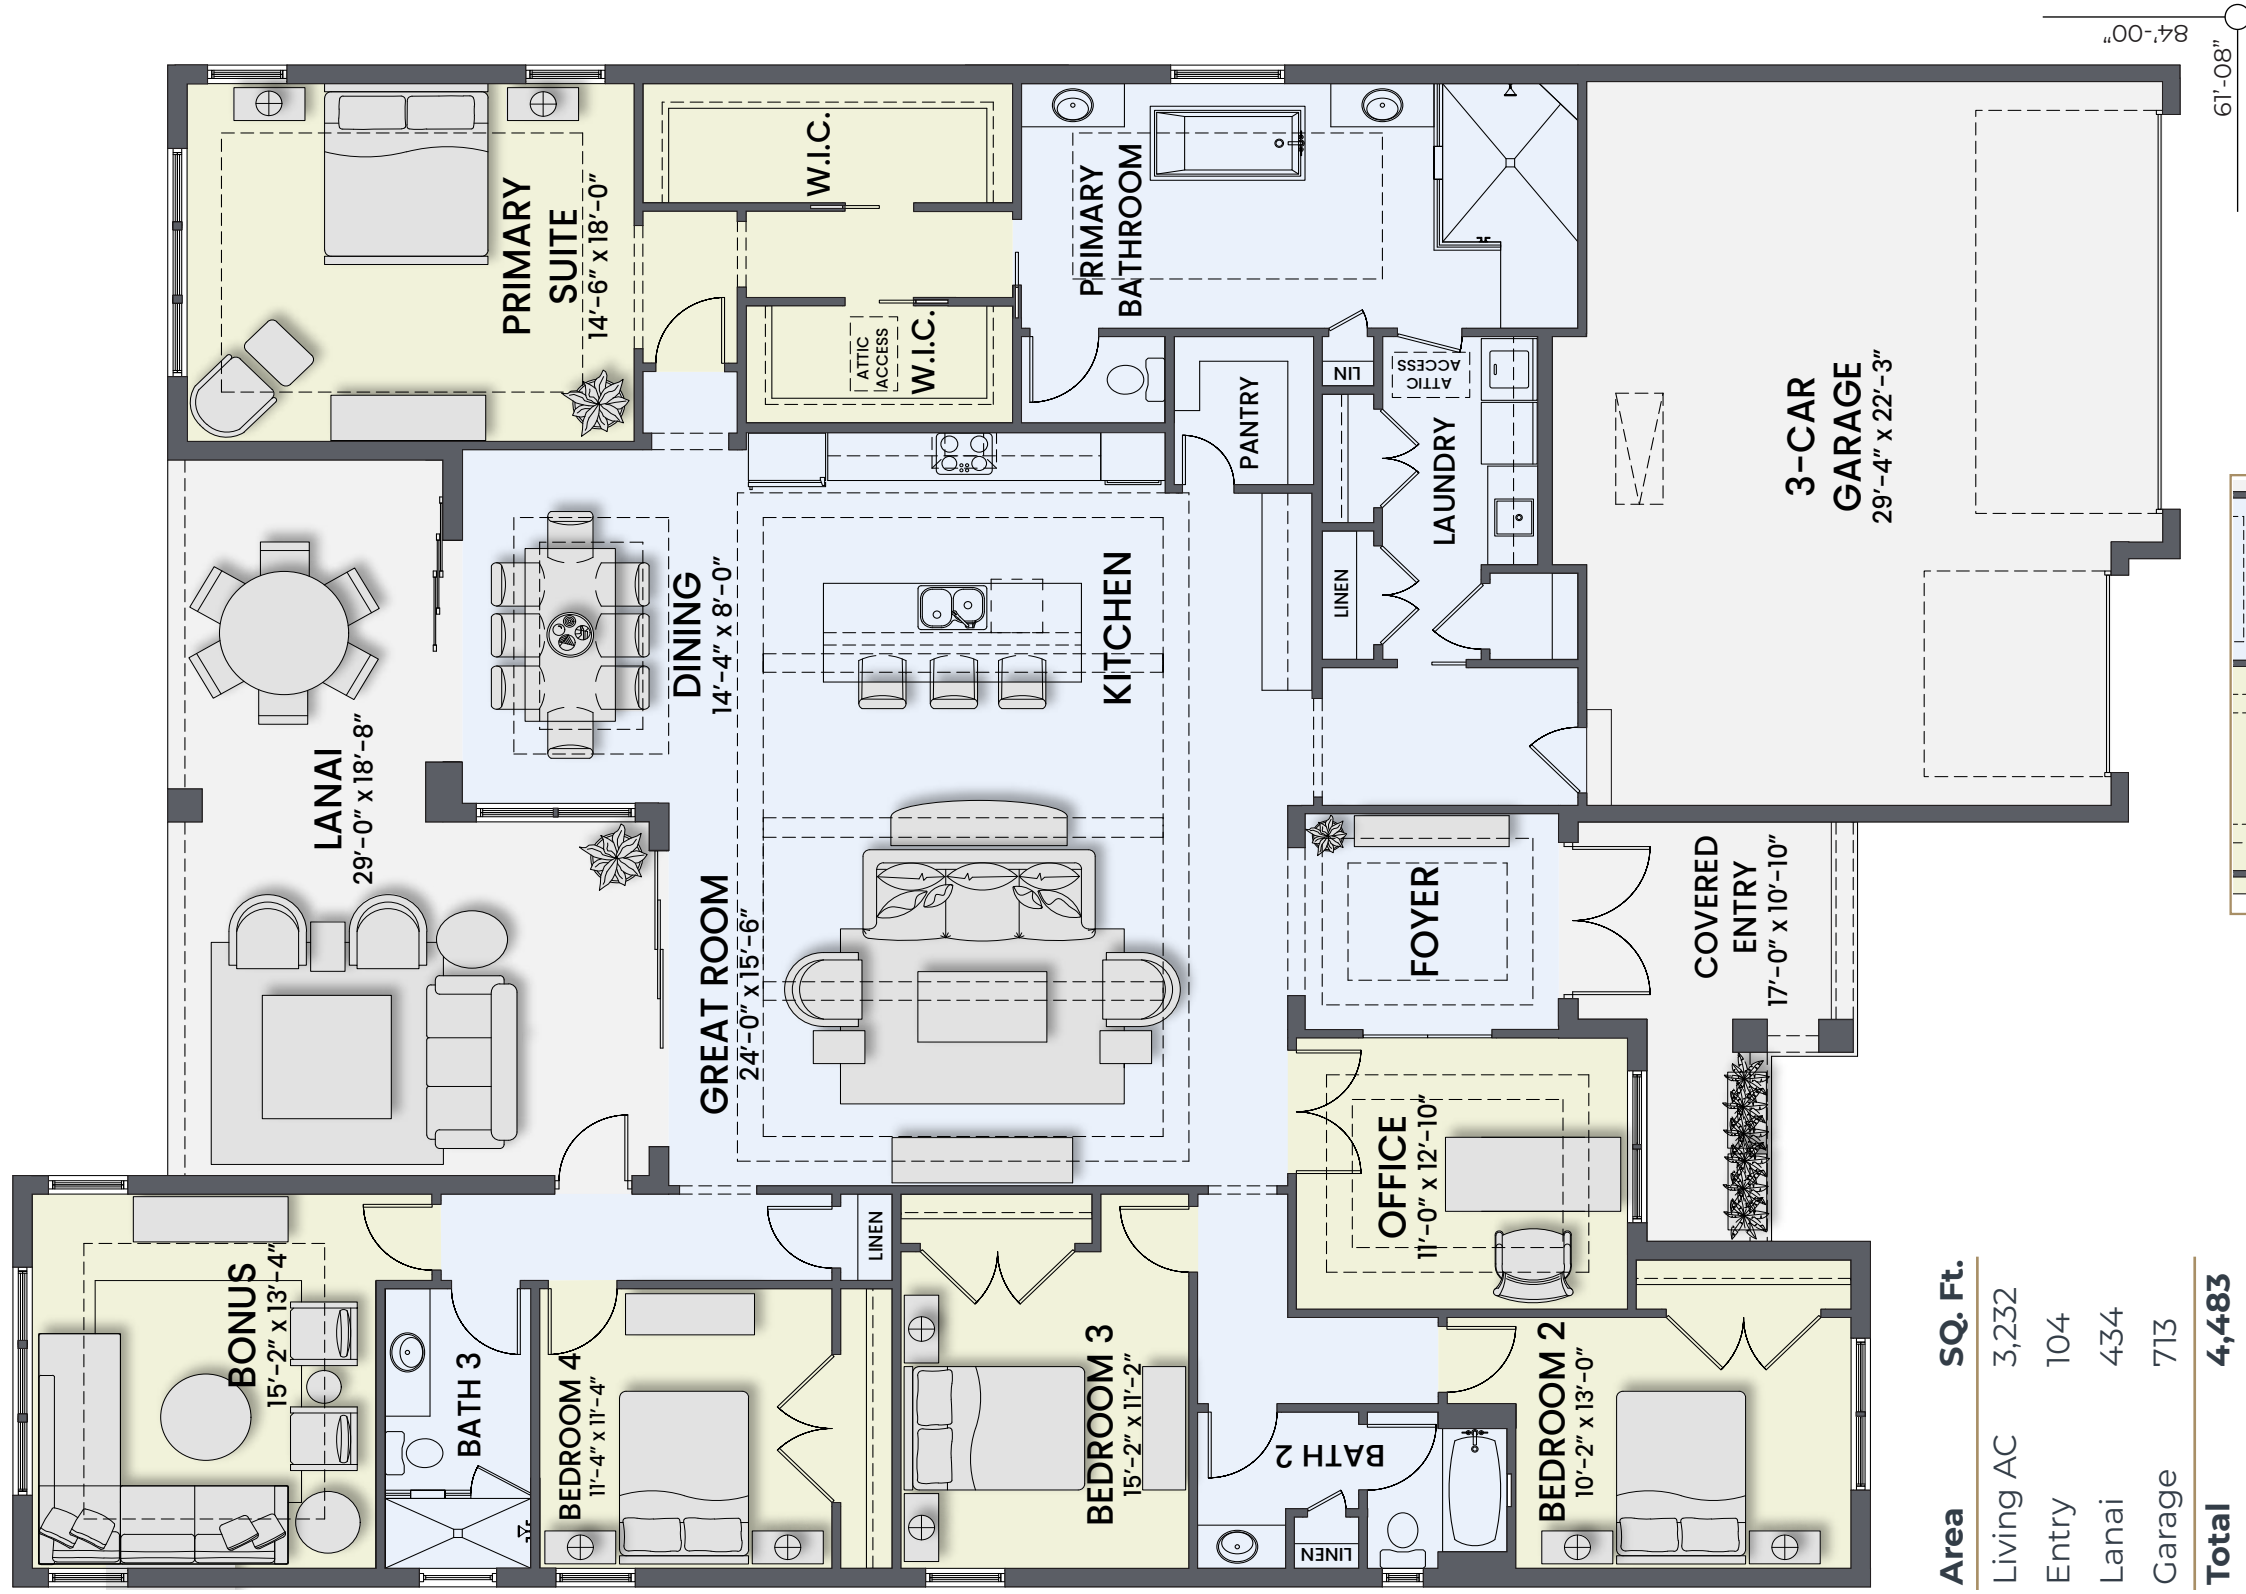 PRIMARY
SUITE
14'-6" x 18'-0"
W.I.C.
ATTIC
ACCESS
W.I.C.
PRIMARY
BATHROOM
LANAI
29'-0" x 18'-8"
DINING
14'-4" x 8'-0"
KITCHEN
PANTRY
LIN
ATTIC
ACCESS
LAUNDRY
LINEN
3-CAR
GARAGE
29'-4" x 22'-3"
GREAT ROOM
24'-0" x 15'-6"
FOYER
COVERED
ENTRY
17'-0" x 10'-10"
OFFICE
11'-0" x 12'-10"
BONUS
15'-2" x 13'-4"
BATH 3
LINEN
BEDROOM 4
11'-4" x 11'-4"
BEDROOM 3
15'-2" x 11'-2"
BATH 2
LINEN
BEDROOM 2
10'-2" x 13'-0"
84'-00"
61'-08"
Area SQ. Ft.
Living AC 3,232
Entry 104
Lanai 434
Garage 713
Total 4,483